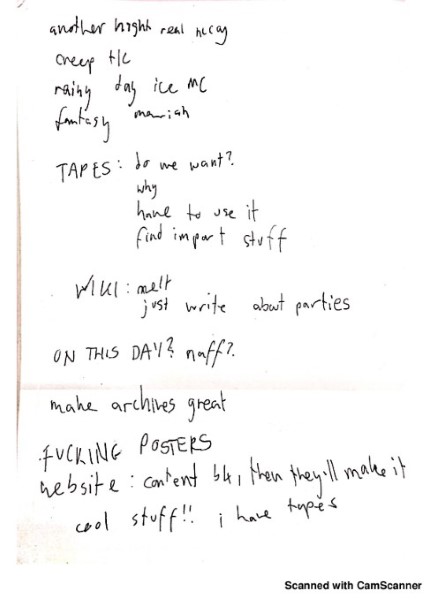 another night real mccoy
creep tlc
rainy day ice MC
fantasy mariah
TAPES: do we want?
why
have to use it
find import stuff
WIKI: melt
just write about parties
ON THIS DAY? naff?
make archives great
FUCKING POSTERS
website: content b4, then they'll make it
cool stuff!! i have tapes
Scanned with CamScanner